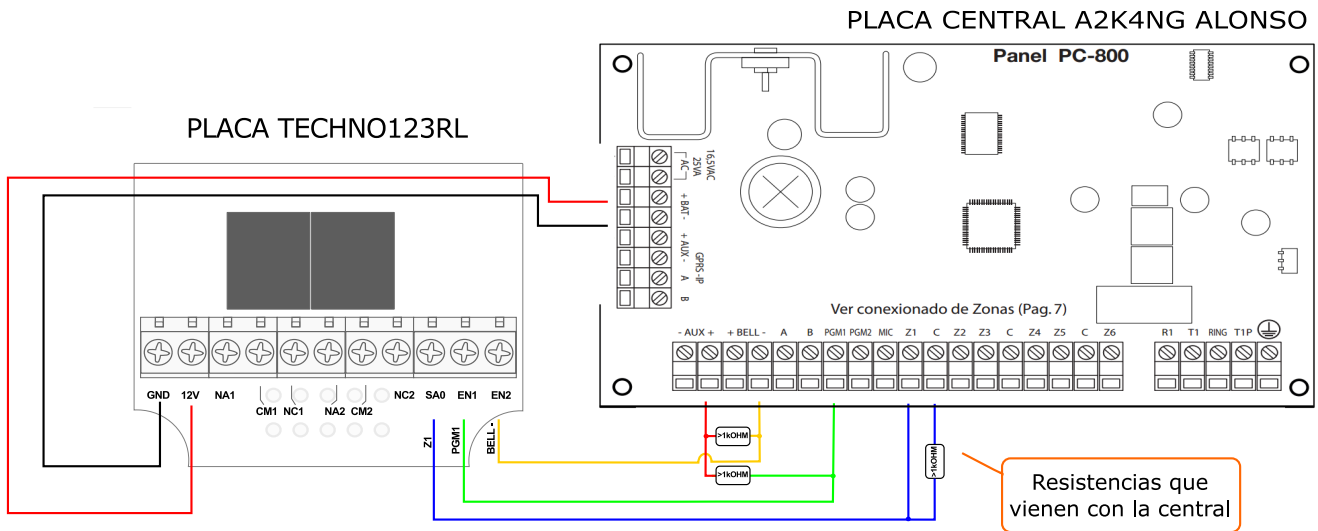 PLACA CENTRAL A2K4NG ALONSO
Panel PC-800
PLACA TECHNO123RL
16,5VAC
25VA
AC
+ BAT -
+ AUX -
GPRS-IP
A
B
Ver conexionado de Zonas (Pag.7)
- AUX + + BELL - A B PGM1 PGM2 MIC Z1 C Z2 Z3 C Z4 Z5 C Z6 R1 T1 RING T1P
GND 12V NA1 CM1 NC1 NA2 CM2 NC2 SA0 EN1 EN2
Z1
PGM1
BELL -
>1kOHM
>1kOHM
>1kOHM
Resistencias que
vienen con la central